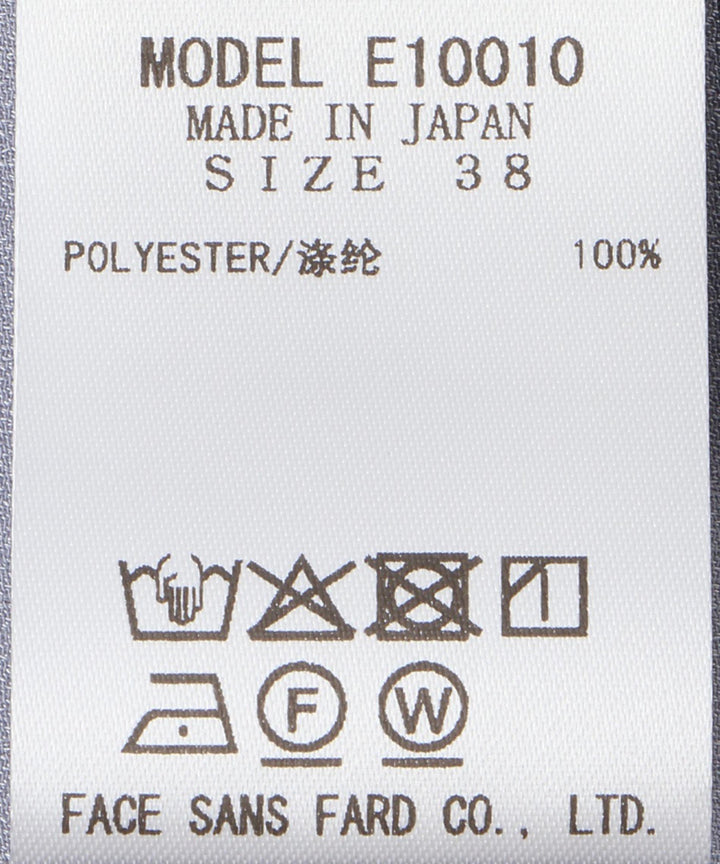 MODEL E10010
MADE IN JAPAN
SIZE 38
POLYESTER/涤纶 100%
F W
FACE SANS FARD CO., LTD.